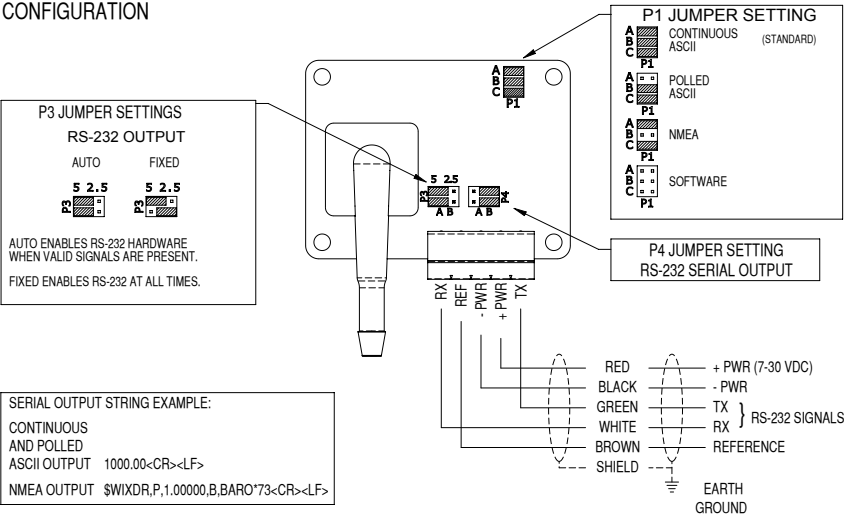 CONFIGURATION
P1 JUMPER SETTING
A
B
C
P1
CONTINUOUS
ASCII
(STANDARD)
A
B
C
P1
POLLED
ASCII
A
B
C
P1
NMEA
A
B
C
P1
SOFTWARE
A
B
C
P1
P3 JUMPER SETTINGS
RS-232 OUTPUT
AUTO FIXED
5 2.5 5 2.5
P3 P3
AUTO ENABLES RS-232 HARDWARE
WHEN VALID SIGNALS ARE PRESENT.
FIXED ENABLES RS-232 AT ALL TIMES.
5 2.5
P3 P4
A B A B
P4 JUMPER SETTING
RS-232 SERIAL OUTPUT
RX
REF
- PWR
+ PWR
TX
RED + PWR (7-30 VDC)
BLACK - PWR
GREEN TX
WHITE RX
} RS-232 SIGNALS
BROWN REFERENCE
SHIELD
EARTH
GROUND
SERIAL OUTPUT STRING EXAMPLE:
CONTINUOUS
AND POLLED
ASCII OUTPUT 1000.00<CR><LF>
NMEA OUTPUT $WIXDR,P,1.00000,B,BARO*73<CR><LF>